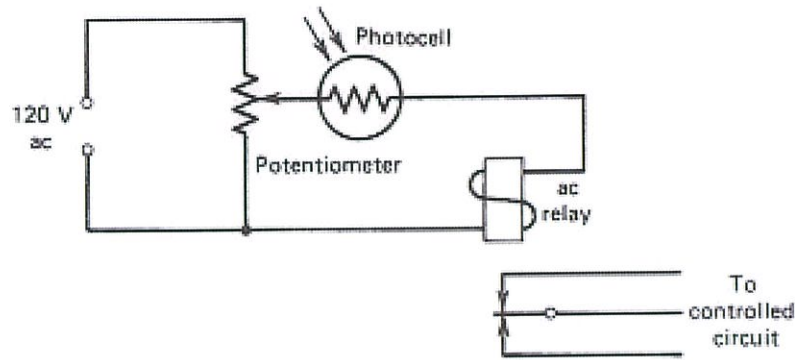 Photocell
120 V
ac
Potentiometer
ac
relay
To
controlled
circuit